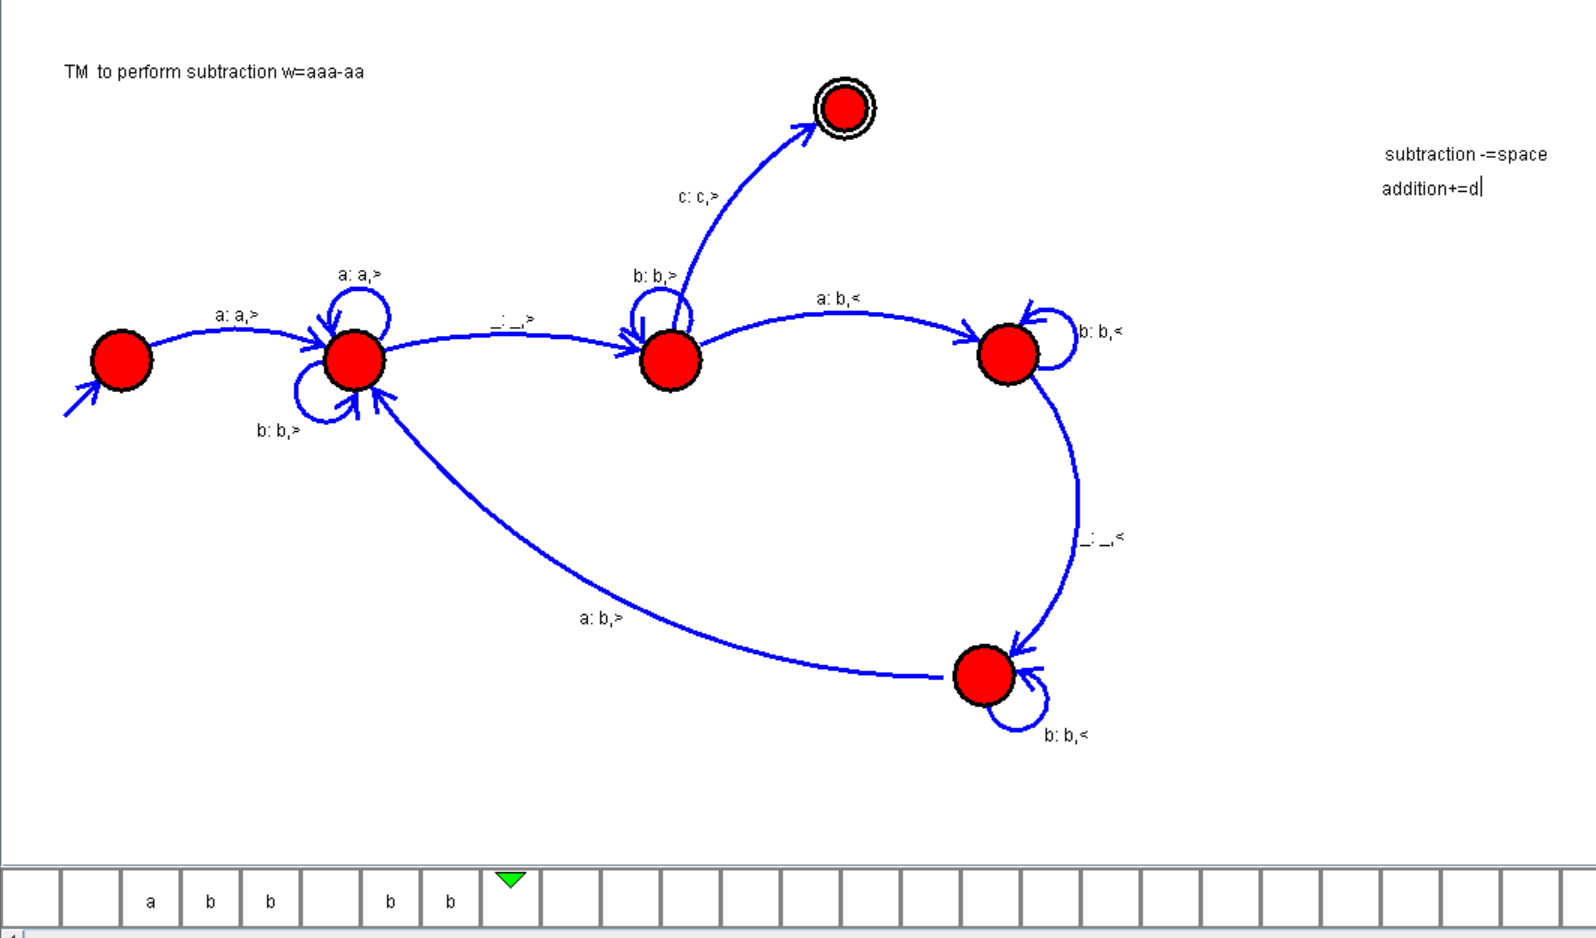 TM to perform subtraction w=aaa-aa
subtraction -=space
addition+=d
c: c,>
a: a,>
b: b,>
a: b,<
a: a,>
_: _,>
b: b,<
b: b,>
_: _,<
a: b,>
b: b,<
a b b b b